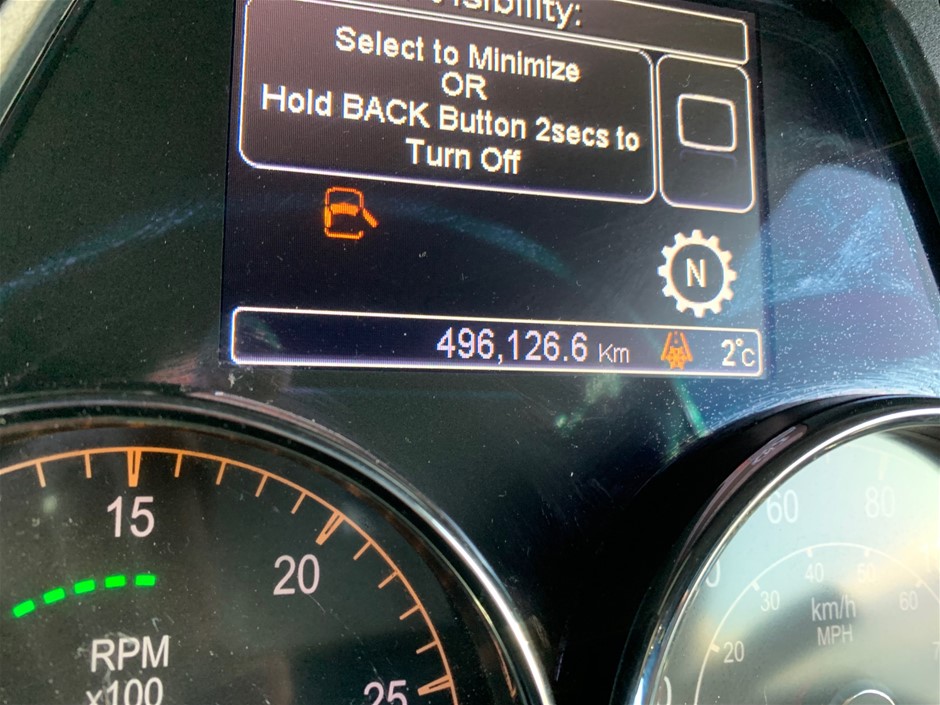 Select to Minimize
OR
Hold BACK Button 2secs to
Turn Off
N
496,126.6 Km
2°C
15
20
25
RPM
x100
60
80
20
30
40
50
60
km/h
MPH